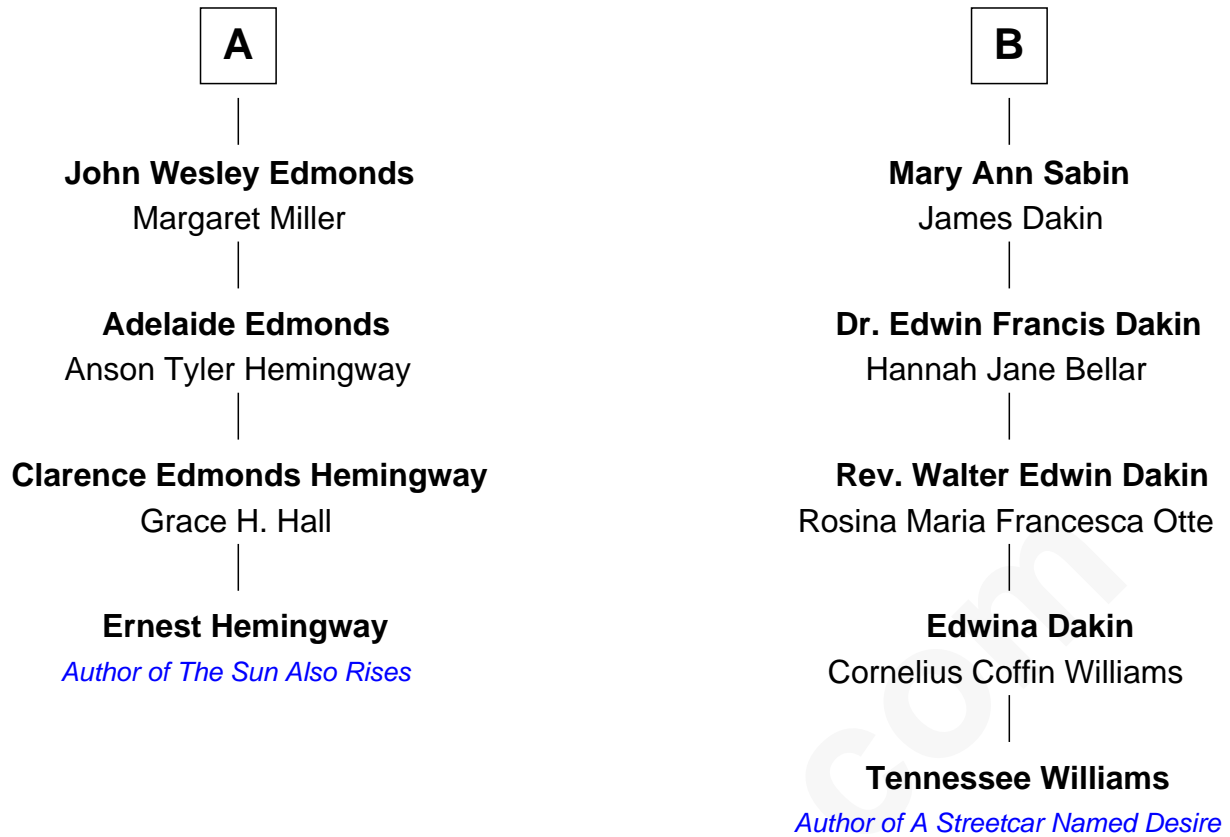 A
John Wesley Edmonds
Margaret Miller
Adelaide Edmonds
Anson Tyler Hemingway
Clarence Edmonds Hemingway
Grace H. Hall
Ernest Hemingway
Author of The Sun Also Rises
B
Mary Ann Sabin
James Dakin
Dr. Edwin Francis Dakin
Hannah Jane Bellar
Rev. Walter Edwin Dakin
Rosina Maria Francesca Otte
Edwina Dakin
Cornelius Coffin Williams
Tennessee Williams
Author of A Streetcar Named Desire
com